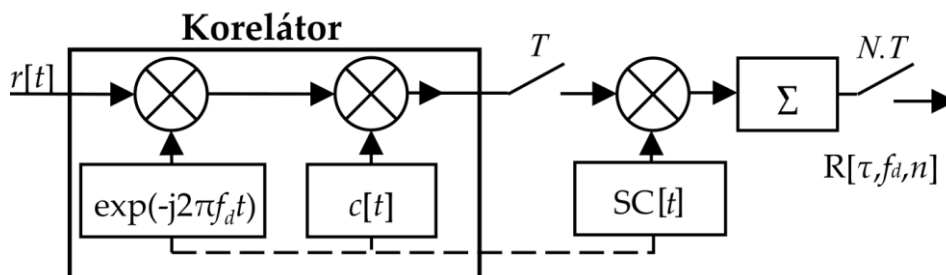 Korelátor
r[t]
T
N.T
Σ
exp(-j2πf_dt)
c[t]
SC[t]
R[τ,f_d,n]